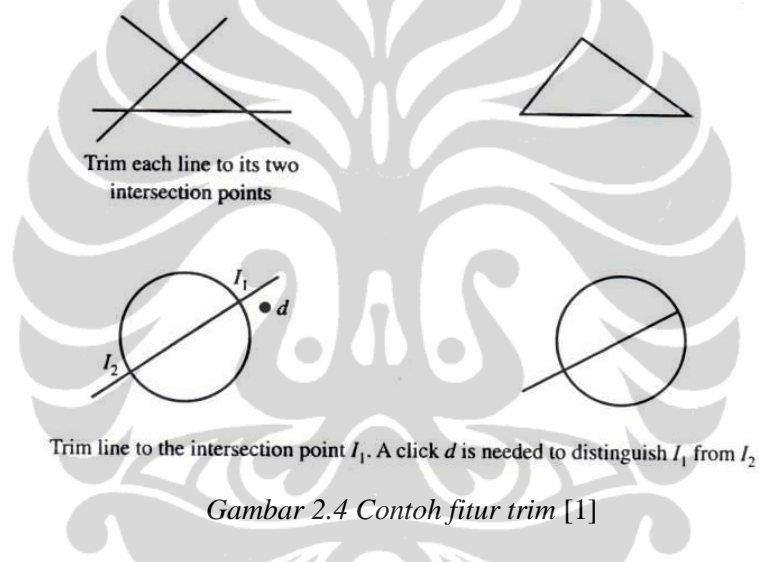 Trim each line to its two
intersection points
I₁
d
I₂
Trim line to the intersection point I₁. A click d is needed to distinguish I₁ from I₂
Gambar 2.4 Contoh fitur trim [1]